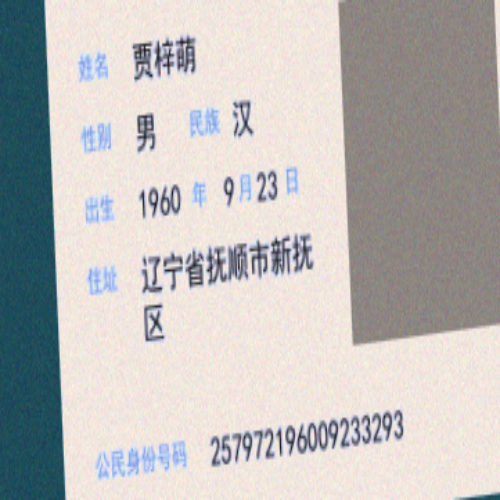 姓名 贾梓萌
性别 男 民族 汉
出生 1960 年 9 月 23 日
住址 辽宁省抚顺市新抚
区
公民身份号码 257972196009233293